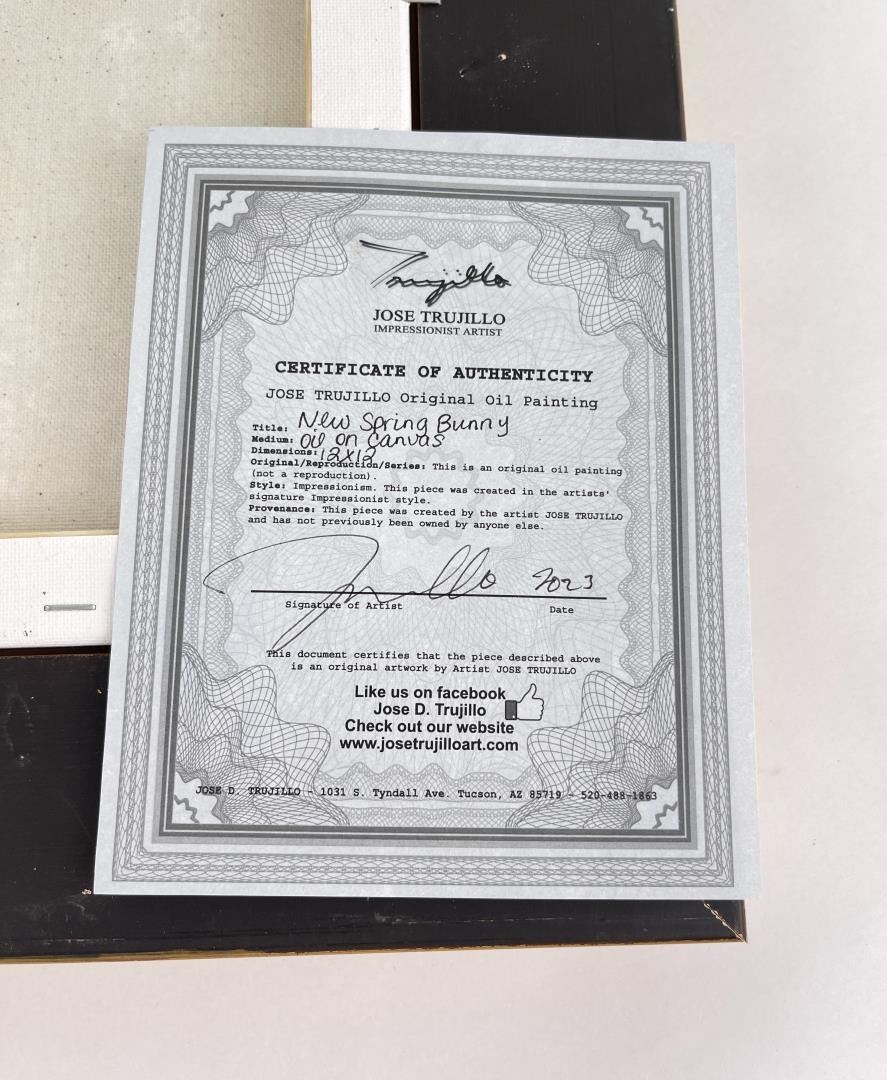 Trujillo
JOSE TRUJILLO
IMPRESSIONIST ARTIST
CERTIFICATE OF AUTHENTICITY
JOSE TRUJILLO Original Oil Painting
Title: New Spring Bunny
Medium: Oil on Canvas
Dimensions: 12x12
Original/Reproduction/Series: This is an original oil painting
(not a reproduction).
Style: Impressionism. This piece was created in the artists'
signature Impressionist style.
Provenance: This piece was created by the artist JOSE TRUJILLO
and has not previously been owned by anyone else.
Trujillo 2023
Signature of Artist Date
This document certifies that the piece described above
is an original artwork by Artist JOSE TRUJILLO
Like us on facebook
Jose D. Trujillo
Check out our website
www.josetrujilloart.com
JOSE D. TRUJILLO - 1031 S. Tyndall Ave. Tucson, AZ 85719 - 520-488-1863